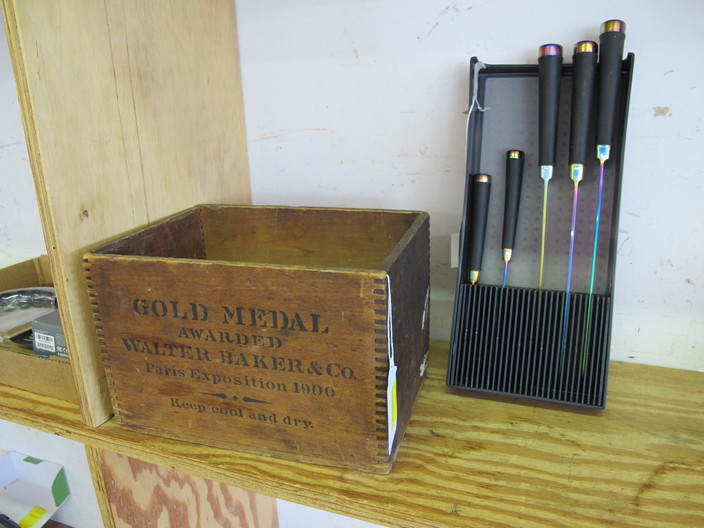 GOLD MEDAL
AWARDED
WALTER BAKER & CO.
Paris Exposition 1900
Keep cool and dry.